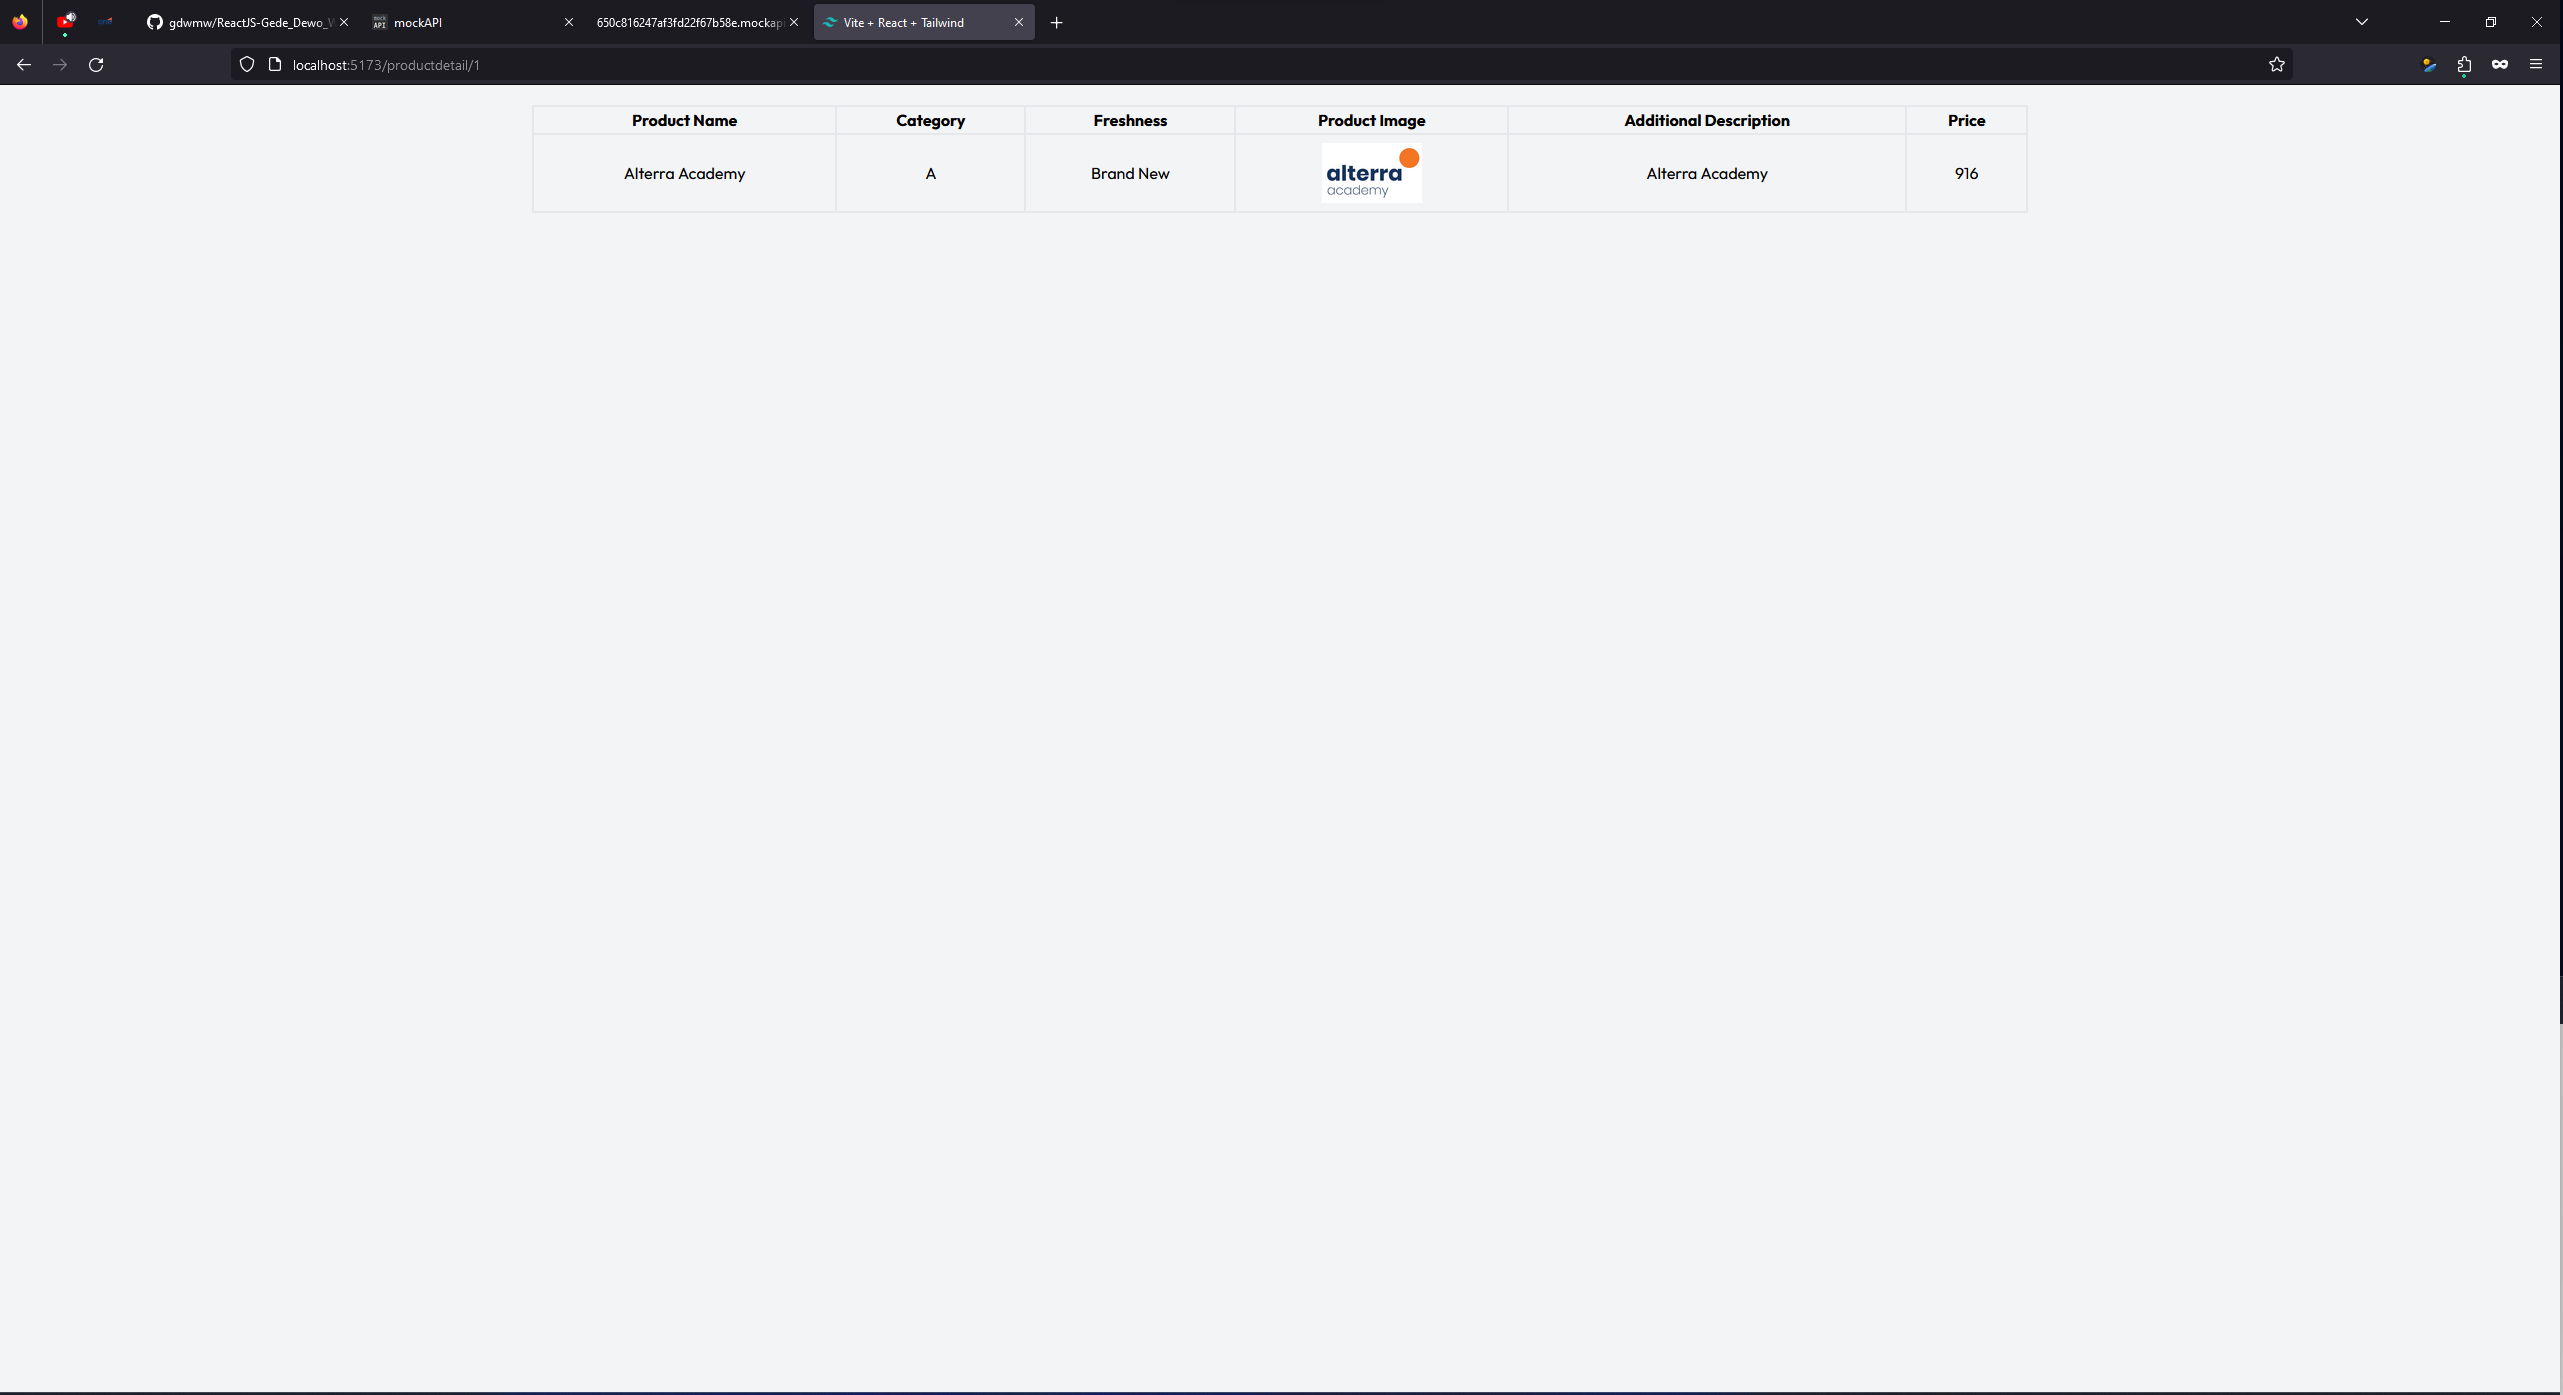 gdwmw/ReactJS-Gede_Dewo_W
mockAPI
650c816247af3fd22f67b58e.mockapi
Vite + React + Tailwind
localhost:5173/productdetail/1
Product Name Category Freshness Product Image Additional Description Price
Alterra Academy A Brand New alterra academy Alterra Academy 916